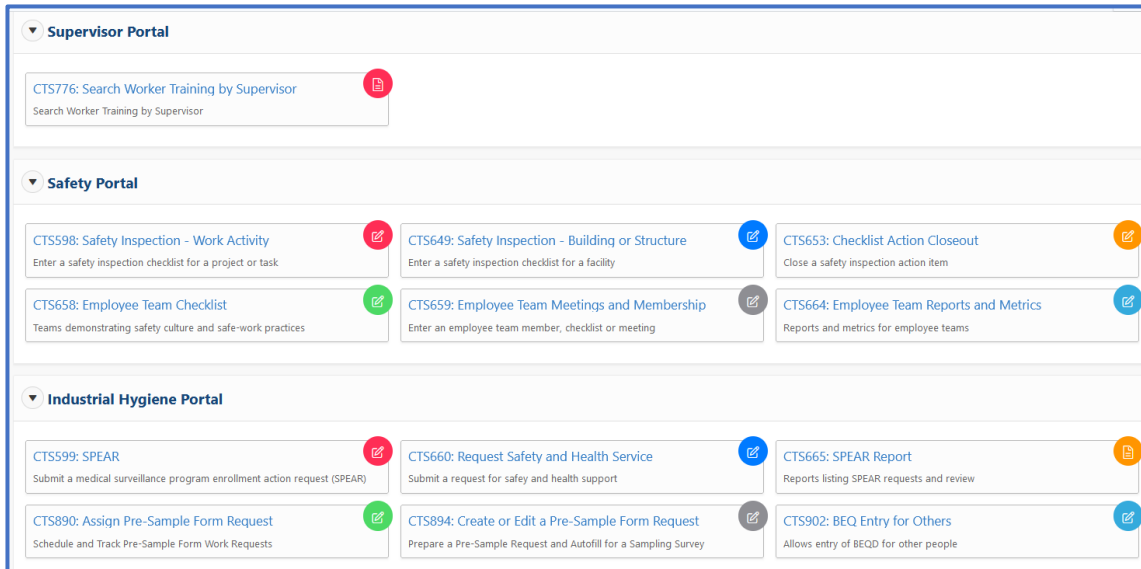 Supervisor Portal
CTS776: Search Worker Training by Supervisor
Search Worker Training by Supervisor
Safety Portal
CTS598: Safety Inspection - Work Activity
Enter a safety inspection checklist for a project or task
CTS649: Safety Inspection - Building or Structure
Enter a safety inspection checklist for a facility
CTS653: Checklist Action Closeout
Close a safety inspection action item
CTS658: Employee Team Checklist
Teams demonstrating safety culture and safe-work practices
CTS659: Employee Team Meetings and Membership
Enter an employee team member, checklist or meeting
CTS664: Employee Team Reports and Metrics
Reports and metrics for employee teams
Industrial Hygiene Portal
CTS599: SPEAR
Submit a medical surveillance program enrollment action request (SPEAR)
CTS660: Request Safety and Health Service
Submit a request for safey and health support
CTS665: SPEAR Report
Reports listing SPEAR requests and review
CTS890: Assign Pre-Sample Form Request
Schedule and Track Pre-Sample Form Work Requests
CTS894: Create or Edit a Pre-Sample Form Request
Prepare a Pre-Sample Request and Autofill for a Sampling Survey
CTS902: BEQ Entry for Others
Allows entry of BEQD for other people